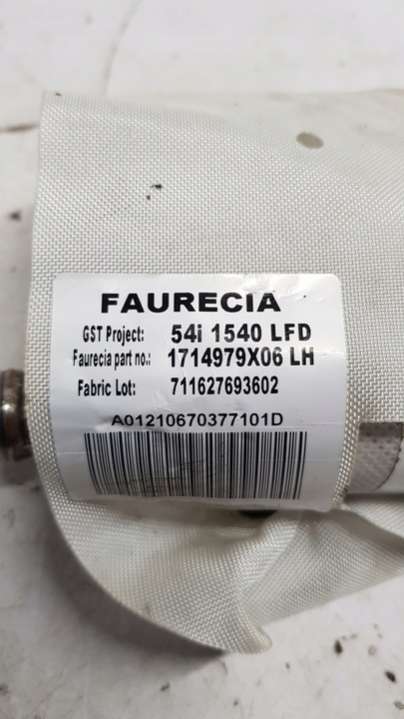 FAURECIA
GST Project: 54i 1540 LFD
Faurecia part no.: 1714979X06 LH
Fabric Lot: 711627693602
A01210670377101D